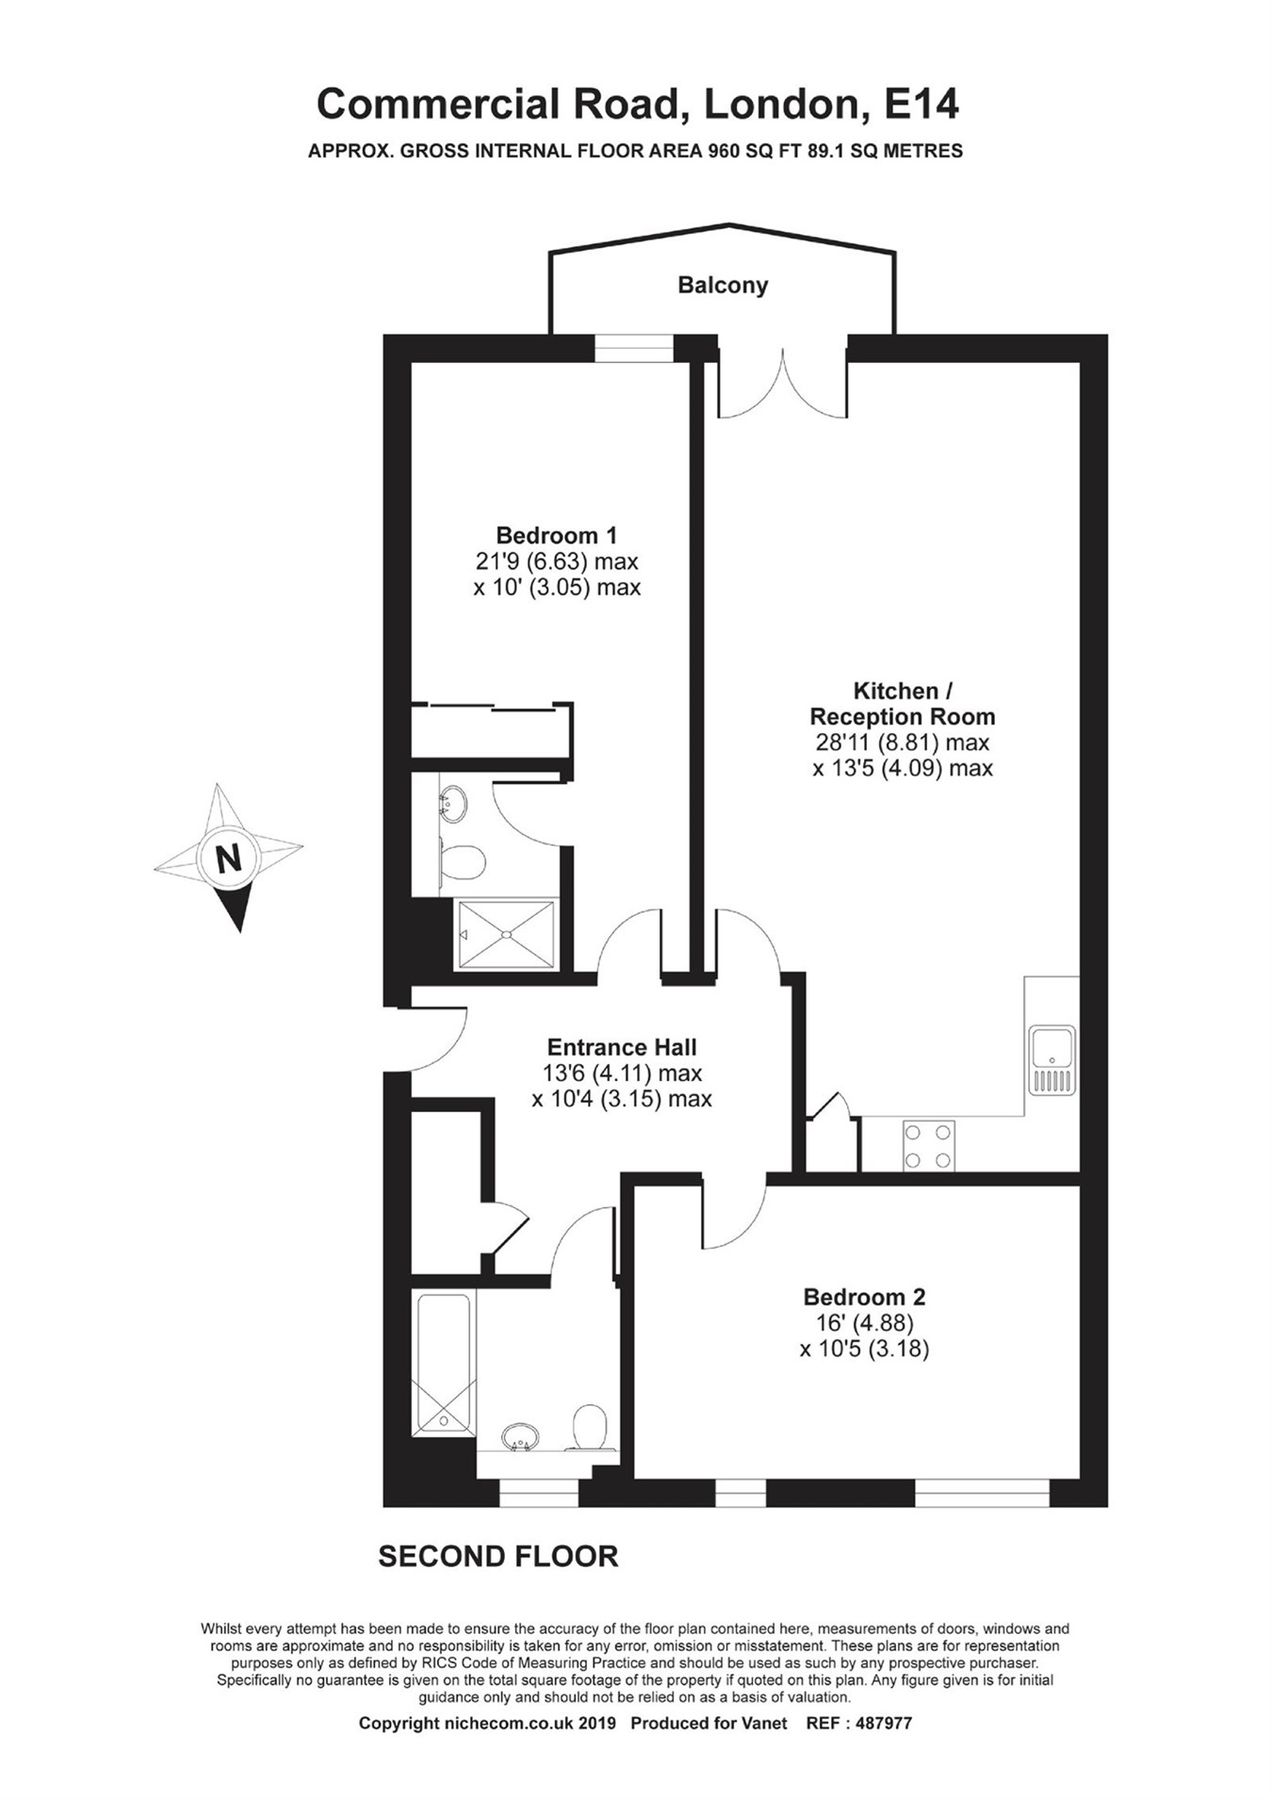 Commercial Road, London, E14
APPROX. GROSS INTERNAL FLOOR AREA 960 SQ FT 89.1 SQ METRES
Balcony
Bedroom 1
21'9 (6.63) max
x 10' (3.05) max
Kitchen /
Reception Room
28'11 (8.81) max
x 13'5 (4.09) max
N
Entrance Hall
13'6 (4.11) max
x 10'4 (3.15) max
Bedroom 2
16' (4.88)
x 10'5 (3.18)
SECOND FLOOR
Whilst every attempt has been made to ensure the accuracy of the floor plan contained here, measurements of doors, windows and
rooms are approximate and no responsibility is taken for any error, omission or misstatement. These plans are for representation
purposes only as defined by RICS Code of Measuring Practice and should be used as such by any prospective purchaser.
Specifically no guarantee is given on the total square footage of the property if quoted on this plan. Any figure given is for initial
guidance only and should not be relied on as a basis of valuation.
Copyright nichecom.co.uk 2019 Produced for Vanet REF : 487977